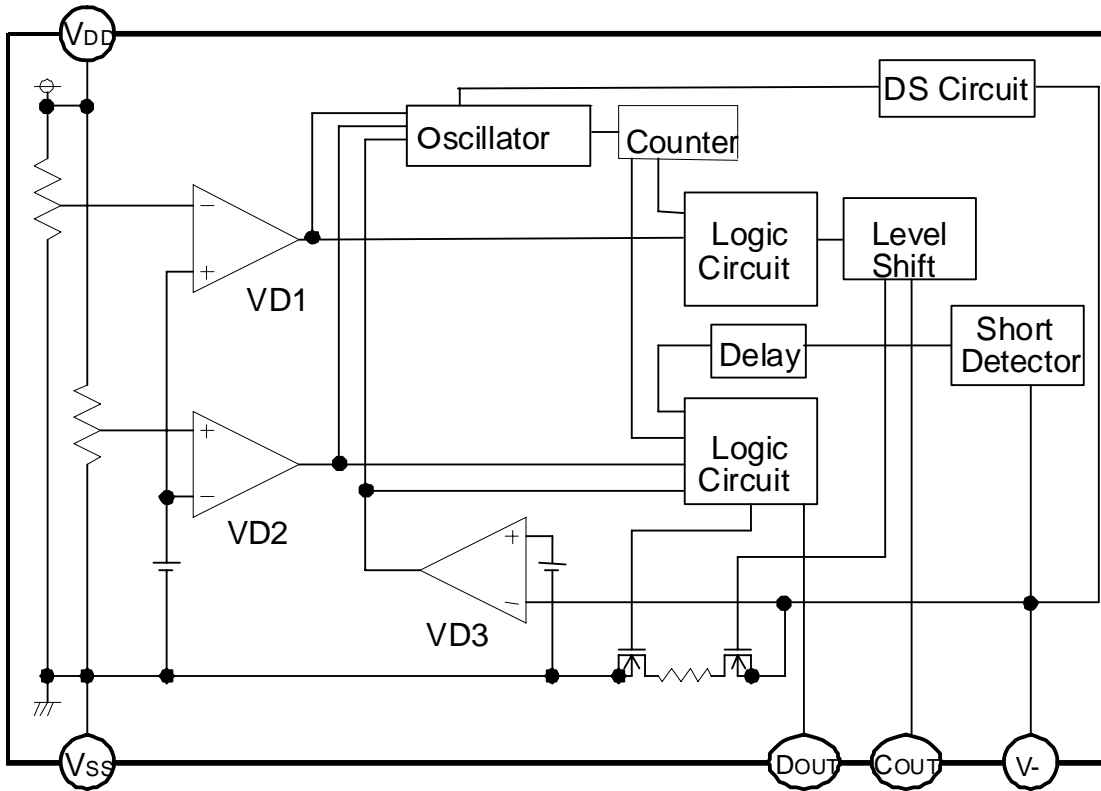 VDD
DS Circuit
Oscillator
Counter
−
+
VD1
Logic
Circuit
Level
Shift
Delay
Short
Detector
+
−
VD2
Logic
Circuit
+
−
VD3
VSS
DOUT
COUT
V-